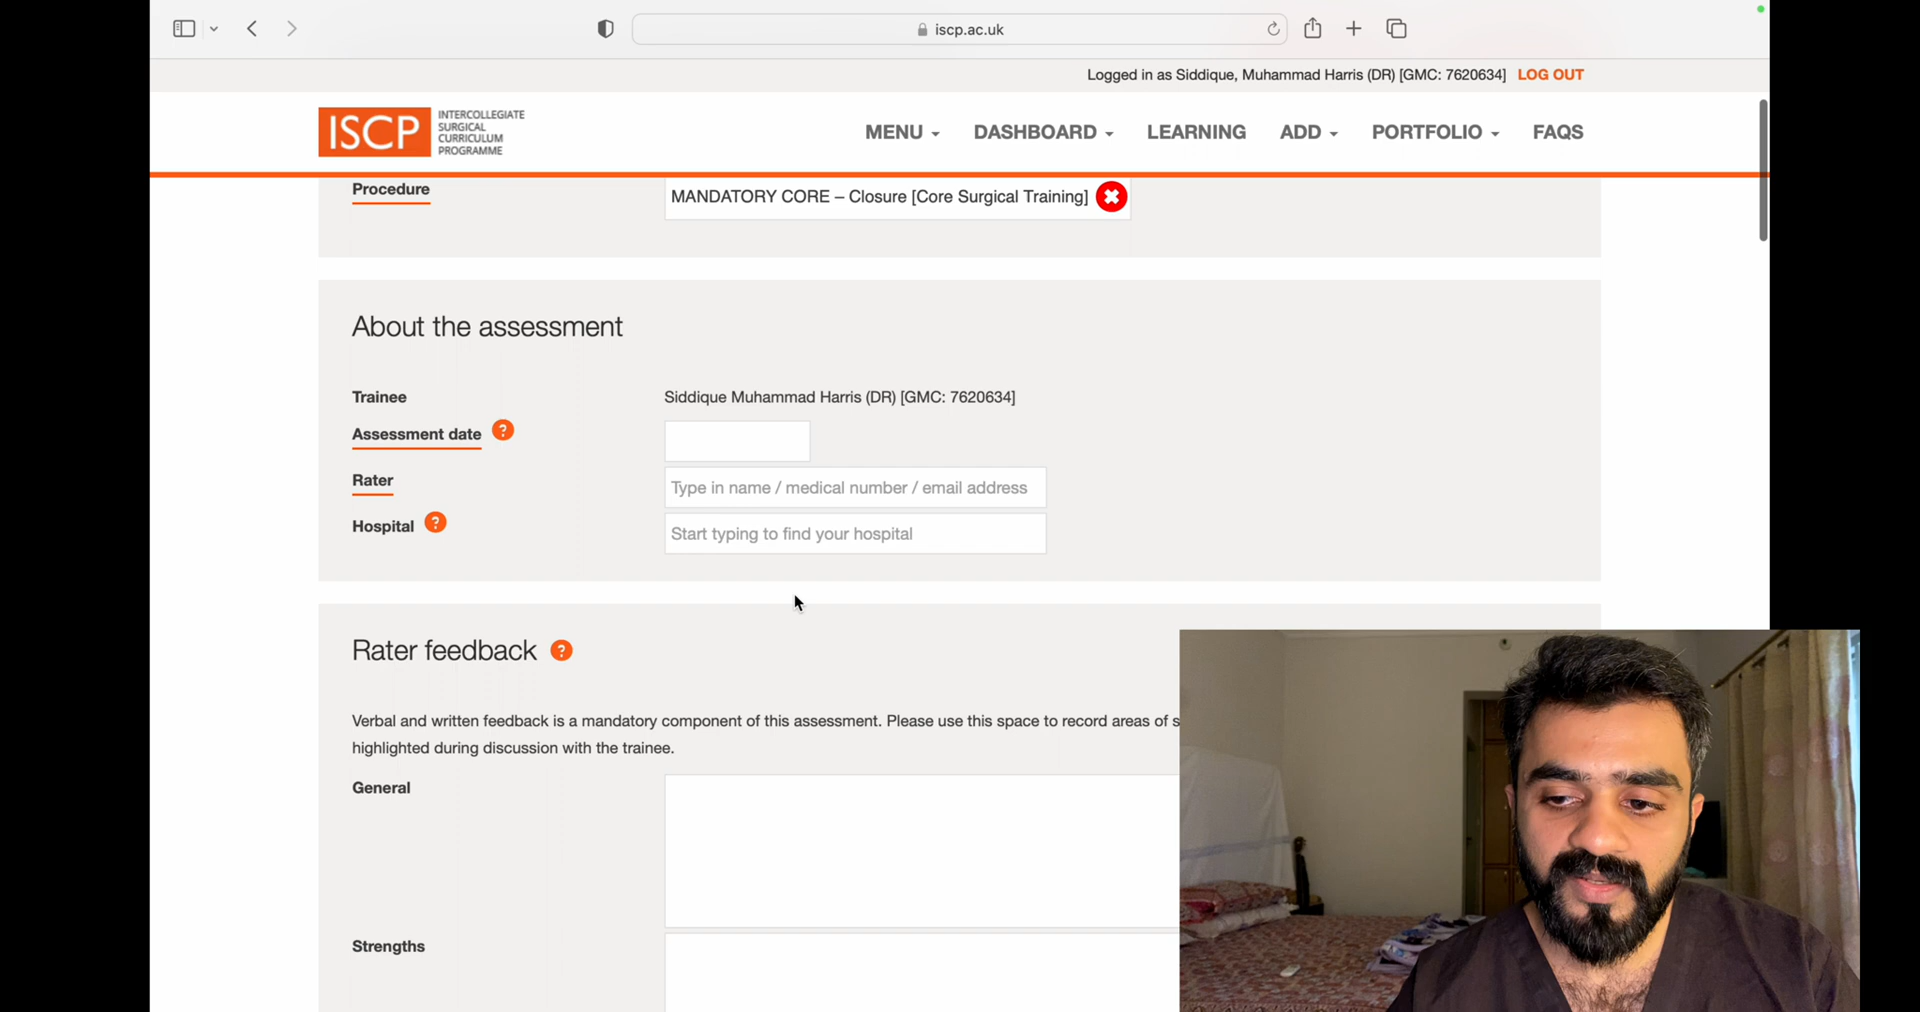 iscp.ac.uk
Logged in as Siddique, Muhammad Harris (DR) [GMC: 7620634] LOG OUT
ISCP
INTERCOLLEGIATE
SURGICAL
CURRICULUM
PROGRAMME
MENU DASHBOARD LEARNING ADD PORTFOLIO FAQS
Procedure MANDATORY CORE – Closure [Core Surgical Training]
About the assessment
Trainee Siddique Muhammad Harris (DR) [GMC: 7620634]
Assessment date ?
Rater Type in name / medical number / email address
Hospital ? Start typing to find your hospital
Rater feedback ?
Verbal and written feedback is a mandatory component of this assessment. Please use this space to record areas of s
highlighted during discussion with the trainee.
General
Strengths